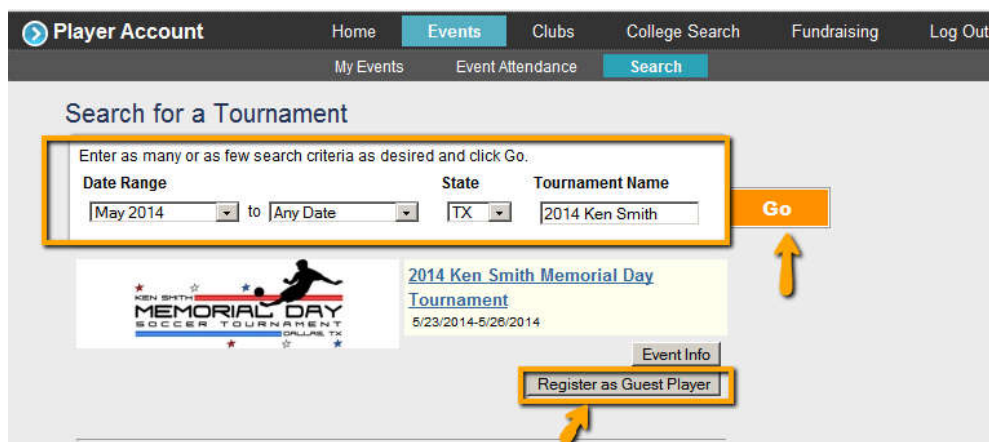 Player Account Home Events Clubs College Search Fundraising Log Out
My Events Event Attendance Search
Search for a Tournament
Enter as many or as few search criteria as desired and click Go.
Date Range State Tournament Name
May 2014 to Any Date TX 2014 Ken Smith Go
KEN SMITH
MEMORIAL DAY
SOCCER TOURNAMENT
DALLAS, TX
2014 Ken Smith Memorial Day
Tournament
5/23/2014-5/26/2014
Event Info
Register as Guest Player